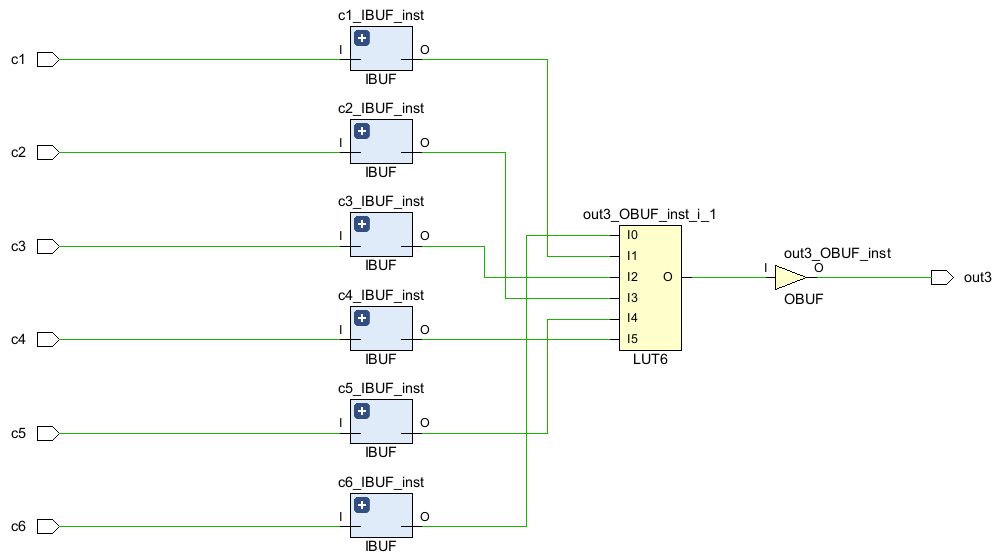 c1_IBUF_inst
c1
I
O
IBUF
c2_IBUF_inst
c2
I
O
IBUF
c3_IBUF_inst
c3
I
O
IBUF
c4_IBUF_inst
c4
I
O
IBUF
c5_IBUF_inst
c5
I
O
IBUF
c6_IBUF_inst
c6
I
O
IBUF
out3_OBUF_inst_i_1
I0
I1
I2
O
I3
I4
I5
LUT6
out3_OBUF_inst
I
O
OBUF
out3